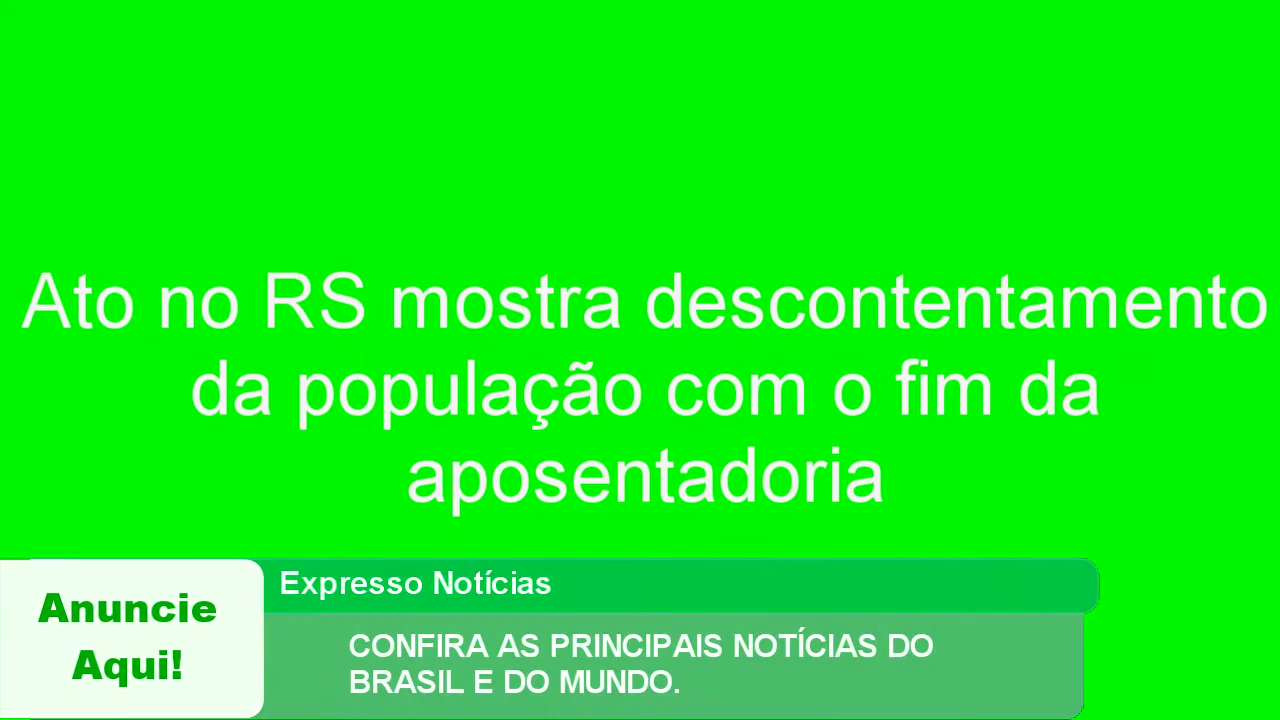 Ato no RS mostra descontentamento
da população com o fim da
aposentadoria
Anuncie
Aqui!
Expresso Notícias
CONFIRA AS PRINCIPAIS NOTÍCIAS DO
BRASIL E DO MUNDO.